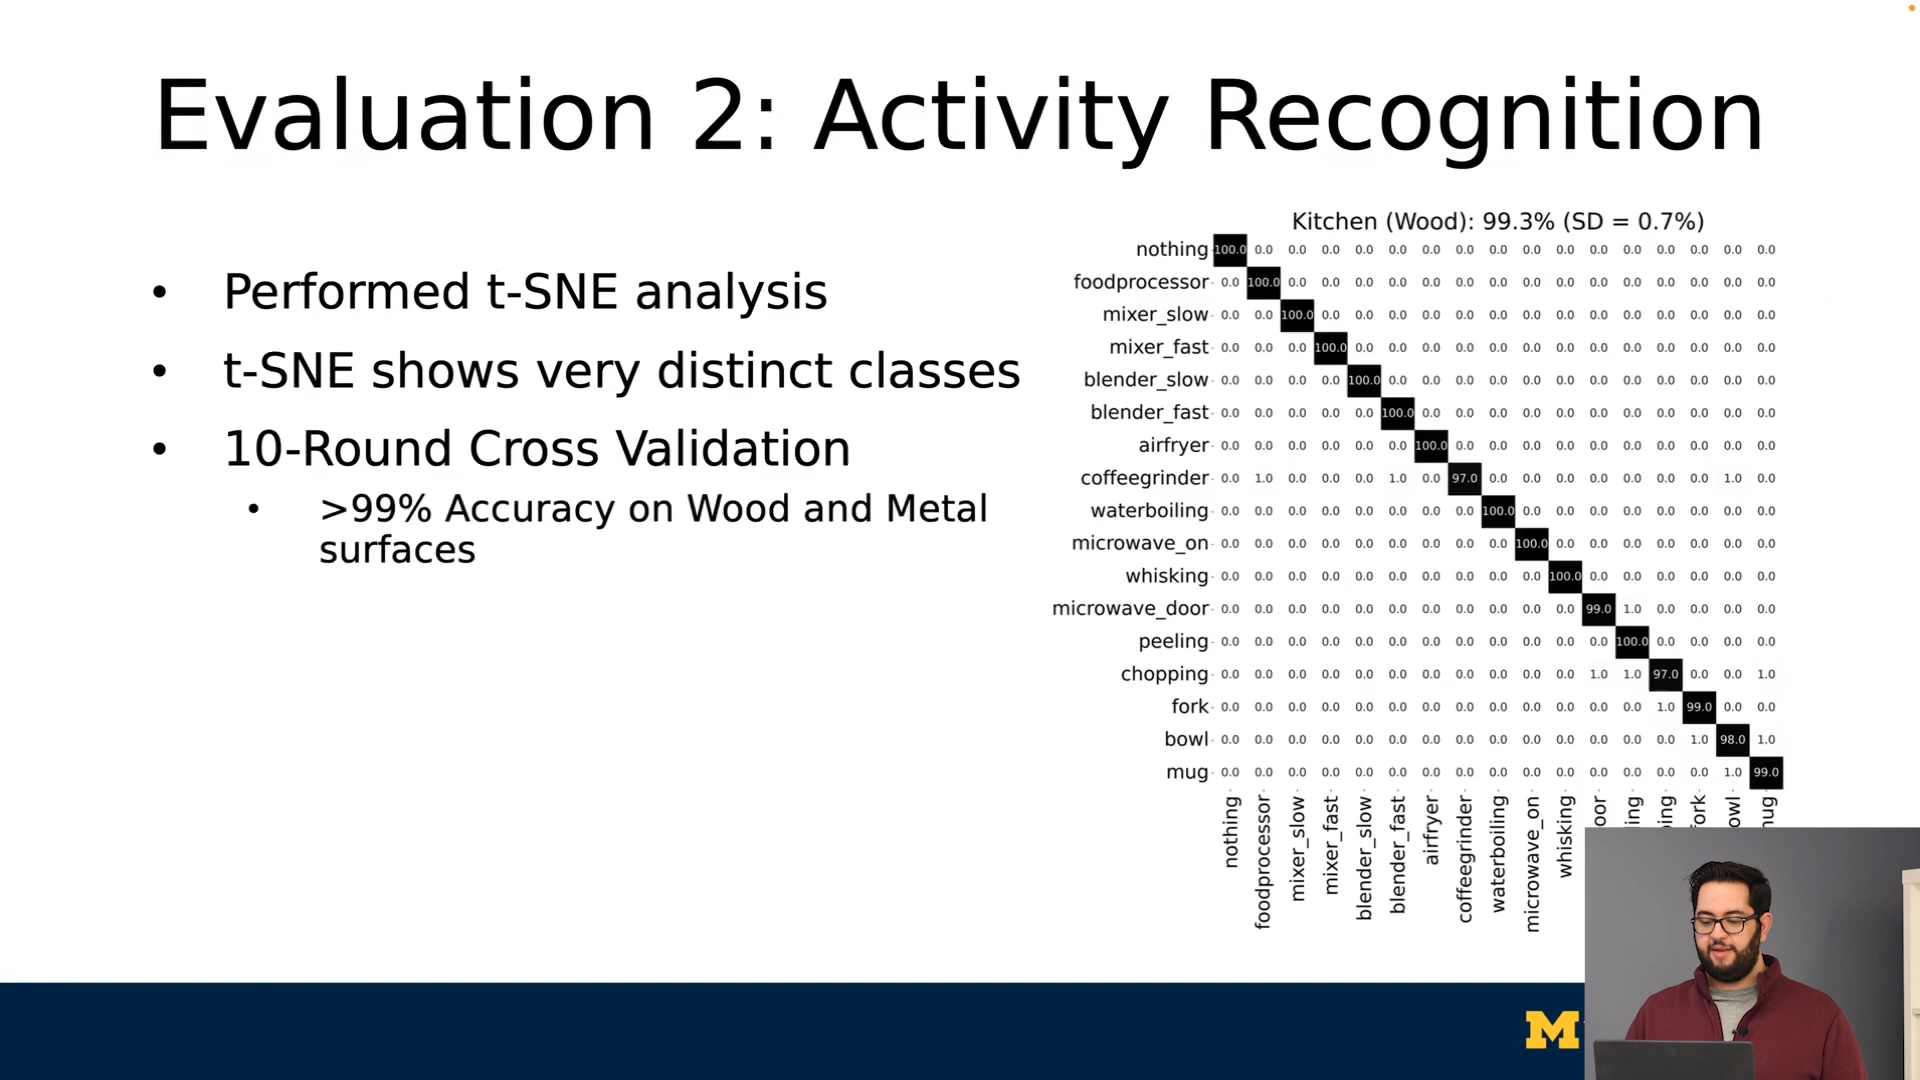 Evaluation 2: Activity Recognition
• Performed t-SNE analysis
• t-SNE shows very distinct classes
• 10-Round Cross Validation
• >99% Accuracy on Wood and Metal
surfaces
Kitchen (Wood): 99.3% (SD = 0.7%)
nothing 100.0 0.0 0.0 0.0 0.0 0.0 0.0 0.0 0.0 0.0 0.0 0.0 0.0 0.0 0.0 0.0 0.0
foodprocessor 0.0 100.0 0.0 0.0 0.0 0.0 0.0 0.0 0.0 0.0 0.0 0.0 0.0 0.0 0.0 0.0 0.0
mixer_slow 0.0 0.0 100.0 0.0 0.0 0.0 0.0 0.0 0.0 0.0 0.0 0.0 0.0 0.0 0.0 0.0 0.0
mixer_fast 0.0 0.0 0.0 100.0 0.0 0.0 0.0 0.0 0.0 0.0 0.0 0.0 0.0 0.0 0.0 0.0 0.0
blender_slow 0.0 0.0 0.0 0.0 100.0 0.0 0.0 0.0 0.0 0.0 0.0 0.0 0.0 0.0 0.0 0.0 0.0
blender_fast 0.0 0.0 0.0 0.0 0.0 100.0 0.0 0.0 0.0 0.0 0.0 0.0 0.0 0.0 0.0 0.0 0.0
airfryer 0.0 0.0 0.0 0.0 0.0 0.0 100.0 0.0 0.0 0.0 0.0 0.0 0.0 0.0 0.0 0.0 0.0
coffeegrinder 0.0 1.0 0.0 0.0 0.0 1.0 0.0 97.0 0.0 0.0 0.0 0.0 0.0 0.0 0.0 1.0 0.0
waterboiling 0.0 0.0 0.0 0.0 0.0 0.0 0.0 0.0 100.0 0.0 0.0 0.0 0.0 0.0 0.0 0.0 0.0
microwave_on 0.0 0.0 0.0 0.0 0.0 0.0 0.0 0.0 0.0 100.0 0.0 0.0 0.0 0.0 0.0 0.0 0.0
whisking 0.0 0.0 0.0 0.0 0.0 0.0 0.0 0.0 0.0 0.0 100.0 0.0 0.0 0.0 0.0 0.0 0.0
microwave_door 0.0 0.0 0.0 0.0 0.0 0.0 0.0 0.0 0.0 0.0 0.0 99.0 1.0 0.0 0.0 0.0 0.0
peeling 0.0 0.0 0.0 0.0 0.0 0.0 0.0 0.0 0.0 0.0 0.0 0.0 100.0 0.0 0.0 0.0 0.0
chopping 0.0 0.0 0.0 0.0 0.0 0.0 0.0 0.0 0.0 0.0 0.0 1.0 1.0 97.0 0.0 0.0 1.0
fork 0.0 0.0 0.0 0.0 0.0 0.0 0.0 0.0 0.0 0.0 0.0 0.0 0.0 1.0 99.0 0.0 0.0
bowl 0.0 0.0 0.0 0.0 0.0 0.0 0.0 0.0 0.0 0.0 0.0 0.0 0.0 0.0 1.0 98.0 1.0
mug 0.0 0.0 0.0 0.0 0.0 0.0 0.0 0.0 0.0 0.0 0.0 0.0 0.0 0.0 0.0 1.0 99.0
nothing
foodprocessor
mixer_slow
mixer_fast
blender_slow
blender_fast
airfryer
coffeegrinder
waterboiling
microwave_on
whisking
M